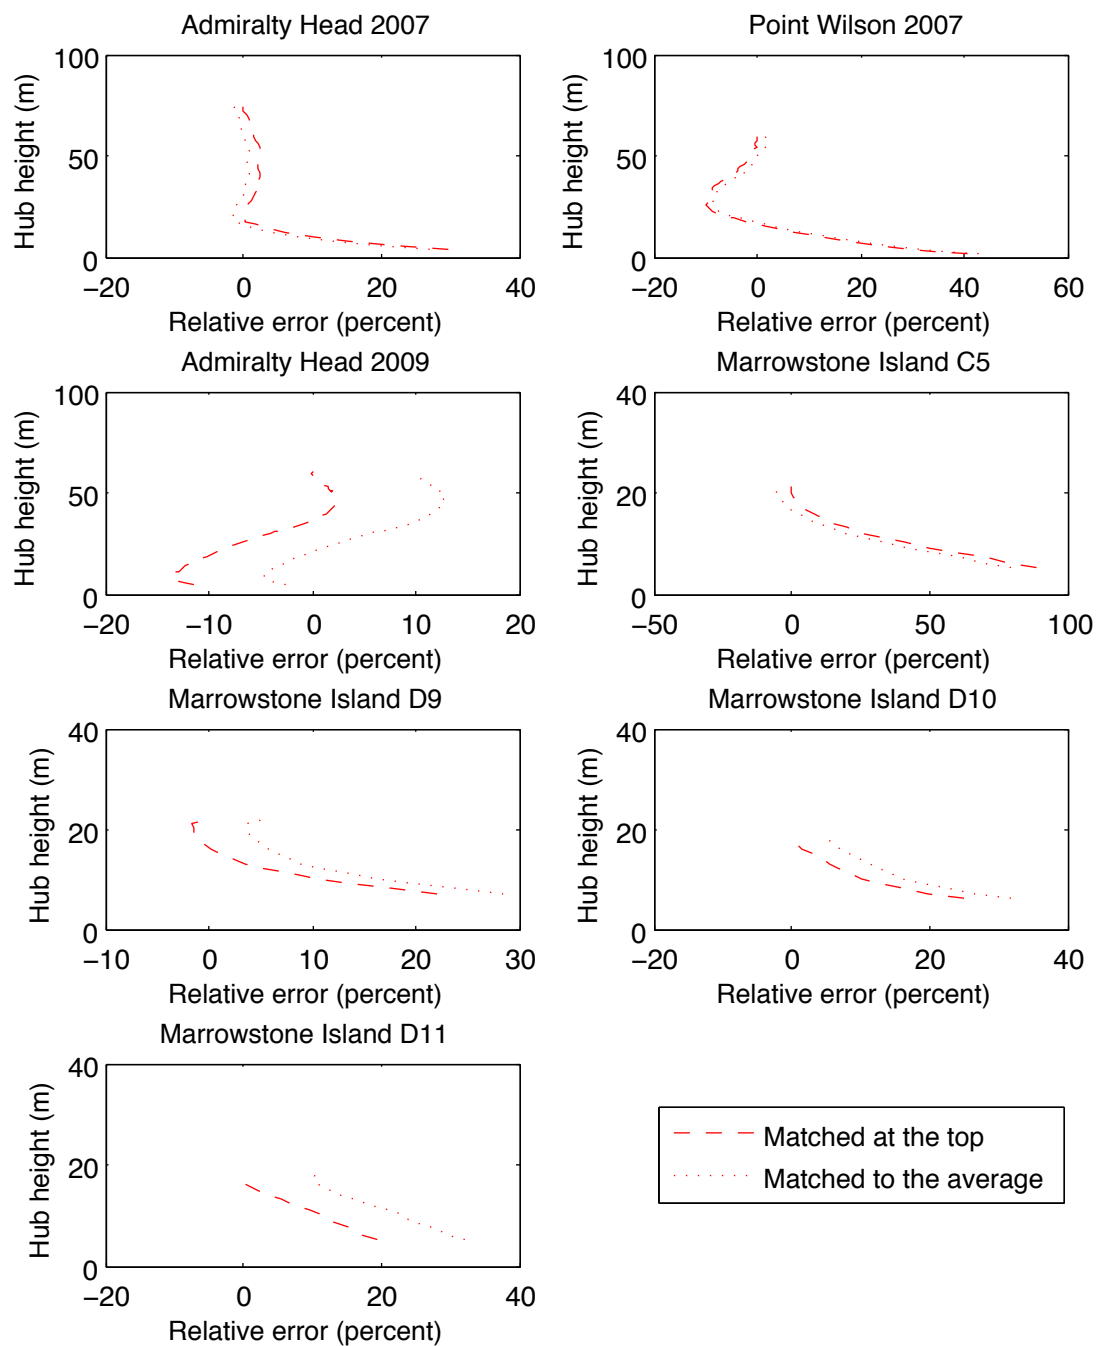 Admiralty Head 2007
Hub height (m)
100
50
0
−20 0 20 40
Relative error (percent)
Point Wilson 2007
Hub height (m)
100
50
0
−20 0 20 40 60
Relative error (percent)
Admiralty Head 2009
Hub height (m)
100
50
0
−20 −10 0 10 20
Relative error (percent)
Marrowstone Island C5
Hub height (m)
40
20
0
−50 0 50 100
Relative error (percent)
Marrowstone Island D9
Hub height (m)
40
20
0
−10 0 10 20 30
Relative error (percent)
Marrowstone Island D10
Hub height (m)
40
20
0
−20 0 20 40
Relative error (percent)
Marrowstone Island D11
Hub height (m)
40
20
0
−20 0 20 40
Relative error (percent)
Matched at the top
Matched to the average